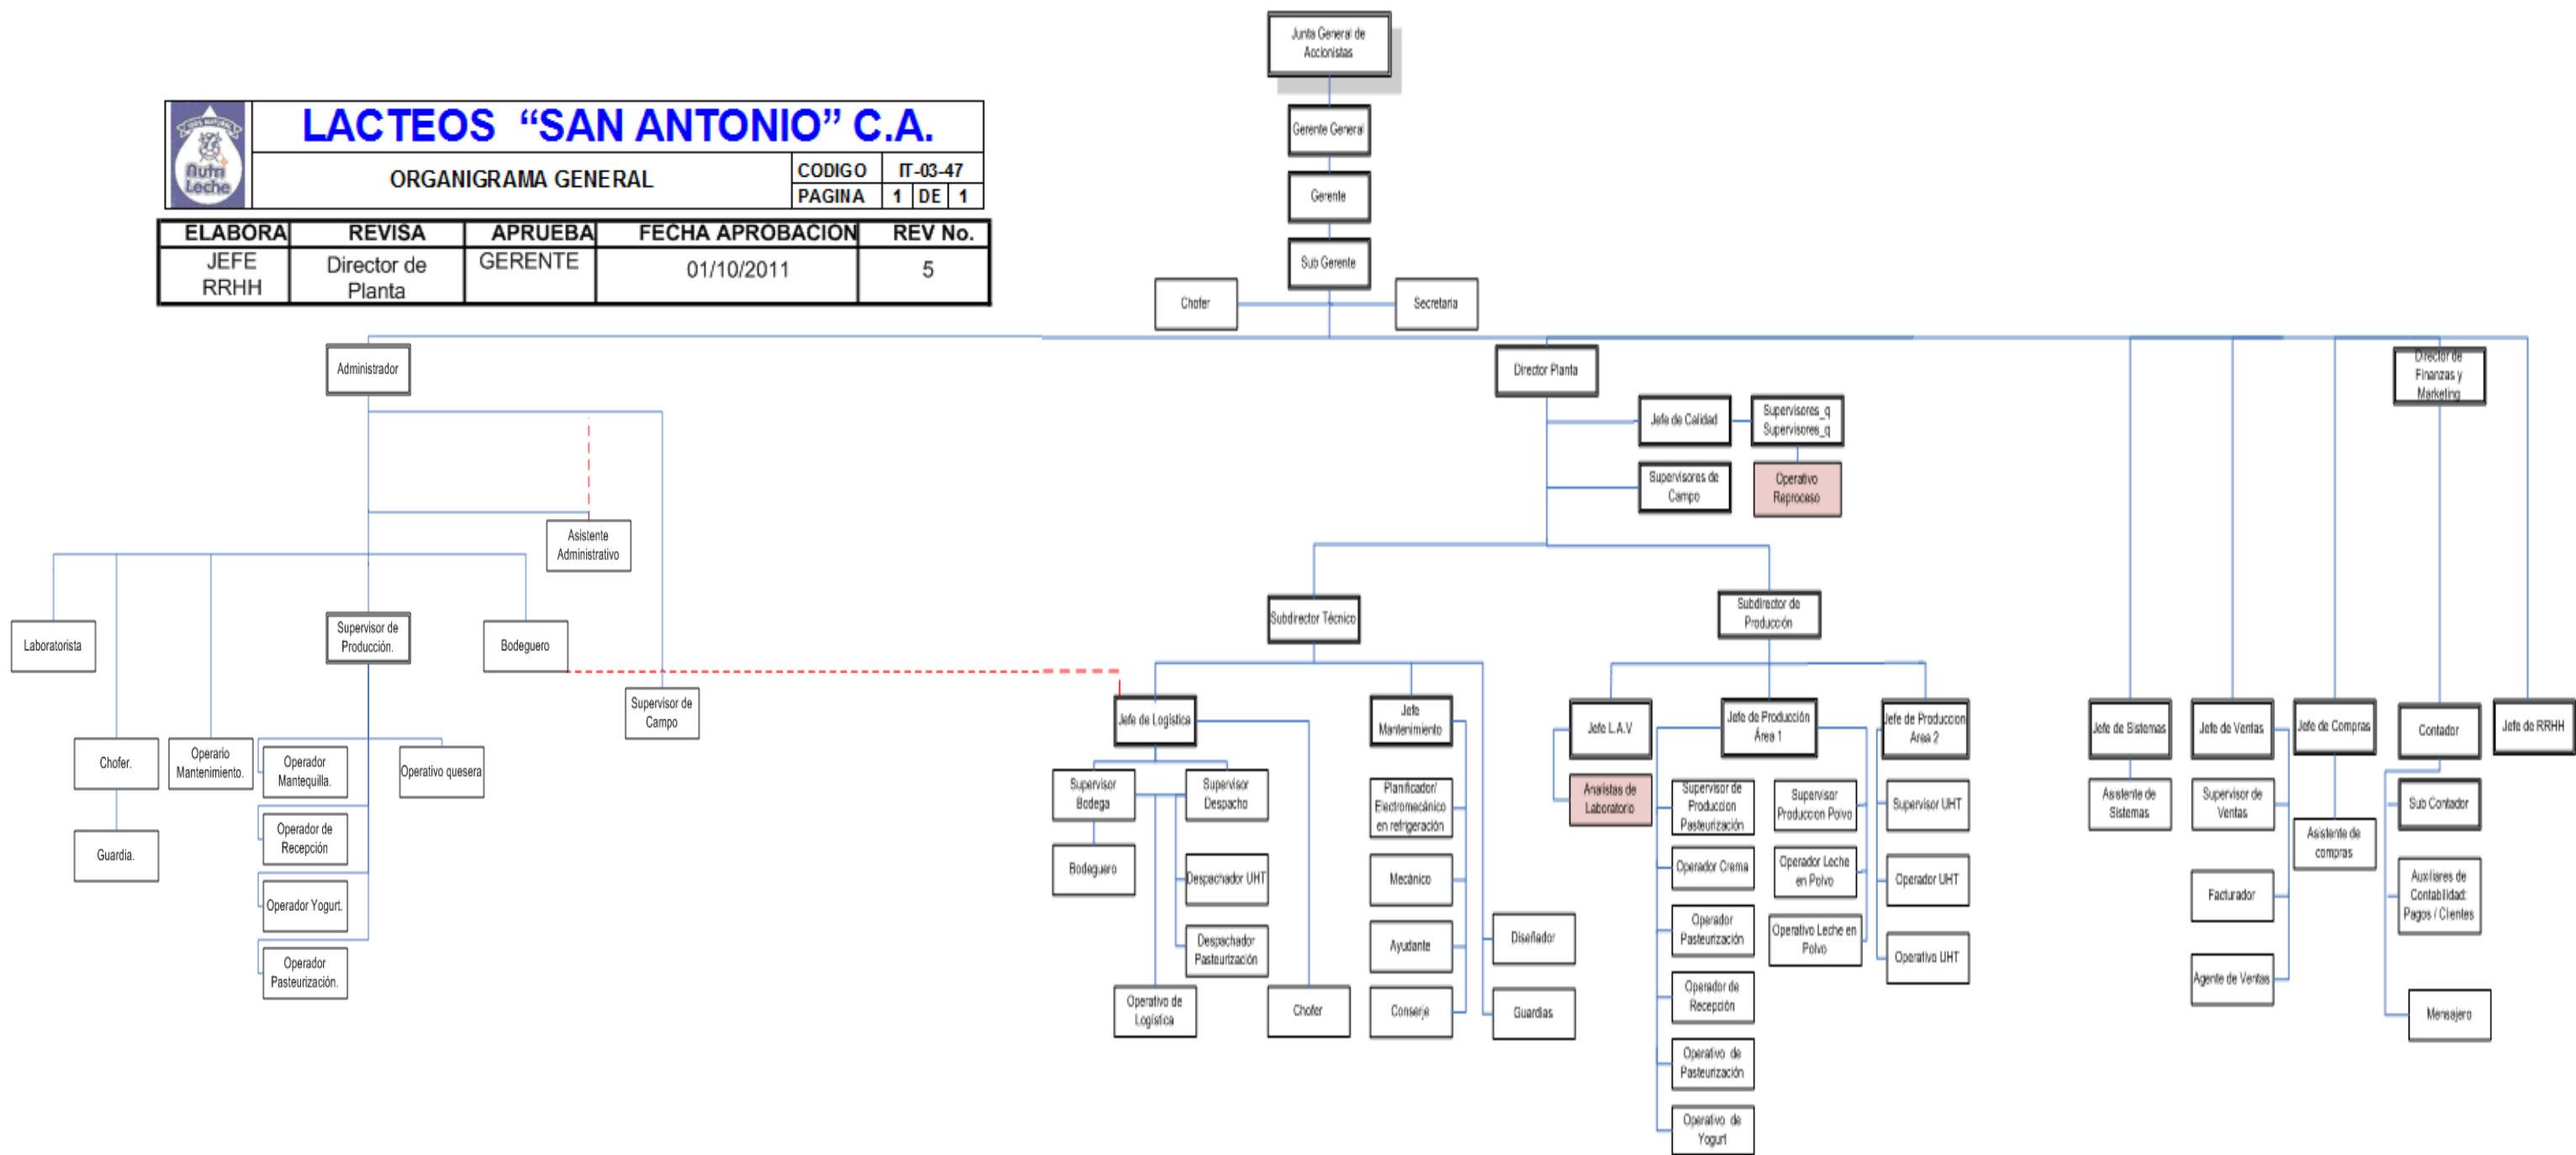 Junta General de
Accionistas
Gerente General
Gerente
Sub Gerente
Chofer
Secretaria
100% NATURAL
Nutri
Leche
LACTEOS “SAN ANTONIO” C.A.
ORGANIGRAMA GENERAL
CODIGO IT-03-47
PAGINA 1 DE 1
ELABORA REVISA APRUEBA FECHA APROBACION REV No.
JEFE
RRHH
Director de
Planta
GERENTE
01/10/2011
5
Administrador
Director Planta
Director de
Finanzas y
Marketing
Jefe de Calidad
Supervisores_q
Supervisores_q
Supervisores de
Campo
Operativo
Reproceso
Asistente
Administrativo
Laboratorista
Supervisor de
Producción.
Bodeguero
Supervisor de
Campo
Chofer.
Operario
Mantenimiento.
Guardia.
Operador
Mantequilla.
Operativo quesera
Operador de
Recepción
Operador Yogurt.
Operador
Pasteurización.
Subdirector Técnico
Subdirector de
Producción
Jefe de Logística
Jefe
Mantenimiento
Supervisor
Bodega
Supervisor
Despacho
Bodeguero
Despachador UHT
Despachador
Pasteurización
Operativo de
Logística
Chofer
Planificador/
Electromecánico
en refrigeración
Mecánico
Ayudante
Conserje
Diseñador
Guardias
Jefe L.A.V
Analistas de
Laboratorio
Jefe de Producción
Área 1
Supervisor de
Produccion
Pasteurización
Operador Crema
Operador
Pasteurización
Operador de
Recepción
Operativo de
Pasteurización
Operativo de
Yogurt
Supervisor
Produccion Polvo
Operador Leche
en Polvo
Operativo Leche en
Polvo
Jefe de Produccion
Area 2
Supervisor UHT
Operador UHT
Operativo UHT
Jefe de Sistemas
Asistente de
Sistemas
Jefe de Ventas
Supervisor de
Ventas
Facturador
Agente de Ventas
Jefe de Compras
Asistente de
compras
Contador
Sub Contador
Auxiliares de
Contabilidad:
Pagos / Clientes
Mensajero
Jefe de RRHH